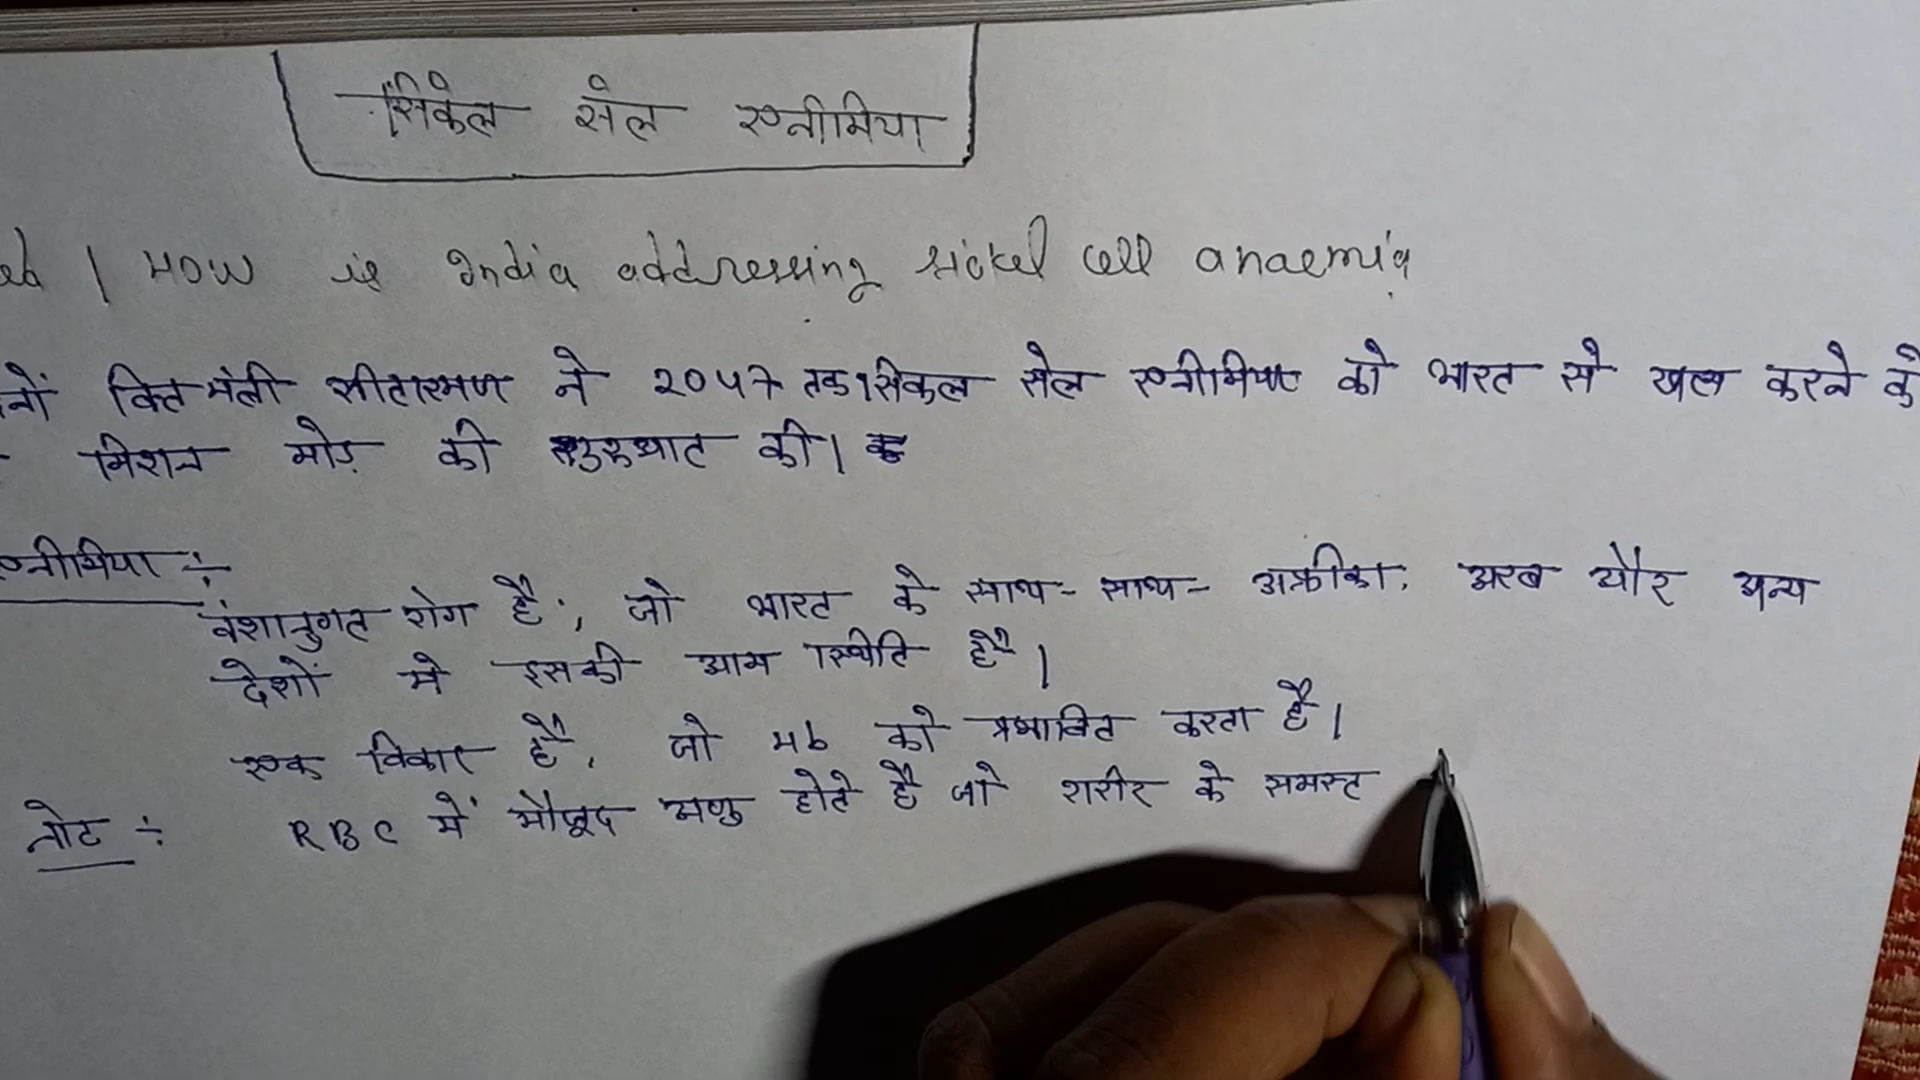 सिकेल सेल एनीमिया
How is India addressing sickel cell anaemia
वित मंत्री सीतारमण ने 2047 तक सिकल सेल एनीमिया को भारत से खत्म करने के
मिशन मोड़ की शुरुआत की।
एनीमिया ÷
वंशानुगत रोग है, जो भारत के साथ-साथ अफ्रीका, अरब और अन्य
देशों में इसकी आम स्थिति है।
एक विकार है, जो Hb को प्रभावित करता है।
नोट ÷ RBC में मौजूद अणु होते है जो शरीर के समस्त